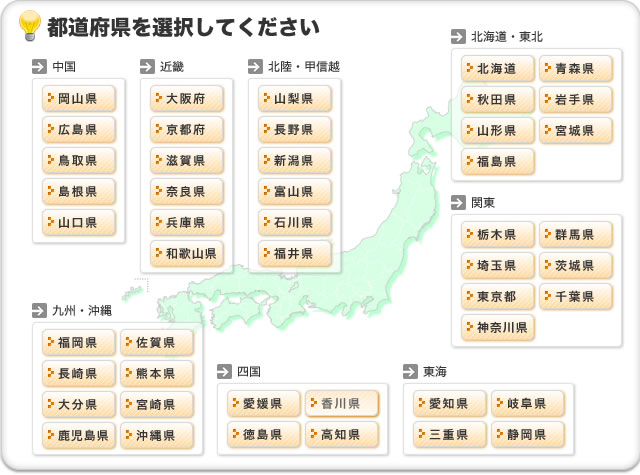 都道府県を選択してください
中国
岡山県
広島県
鳥取県
島根県
山口県
近畿
大阪府
京都府
滋賀県
奈良県
兵庫県
和歌山県
北陸・甲信越
山梨県
長野県
新潟県
富山県
石川県
福井県
北海道・東北
北海道 青森県
秋田県 岩手県
山形県 宮城県
福島県
関東
栃木県 群馬県
埼玉県 茨城県
東京都 千葉県
神奈川県
九州・沖縄
福岡県 佐賀県
長崎県 熊本県
大分県 宮崎県
鹿児島県 沖縄県
四国
愛媛県 香川県
徳島県 高知県
東海
愛知県 岐阜県
三重県 静岡県